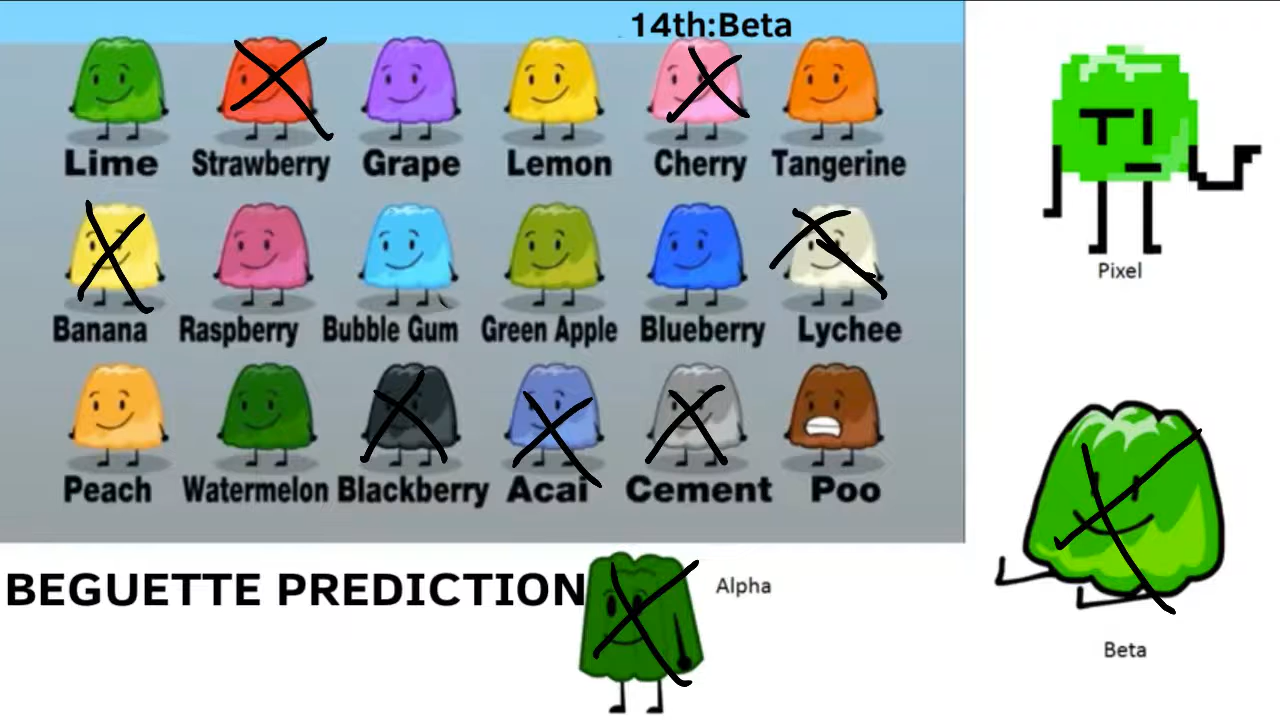 14th:Beta
Lime Strawberry Grape Lemon Cherry Tangerine
Banana Raspberry Bubble Gum Green Apple Blueberry Lychee
Peach Watermelon Blackberry Acai Cement Poo
Pixel
BEGUETTE PREDICTION
Alpha
Beta